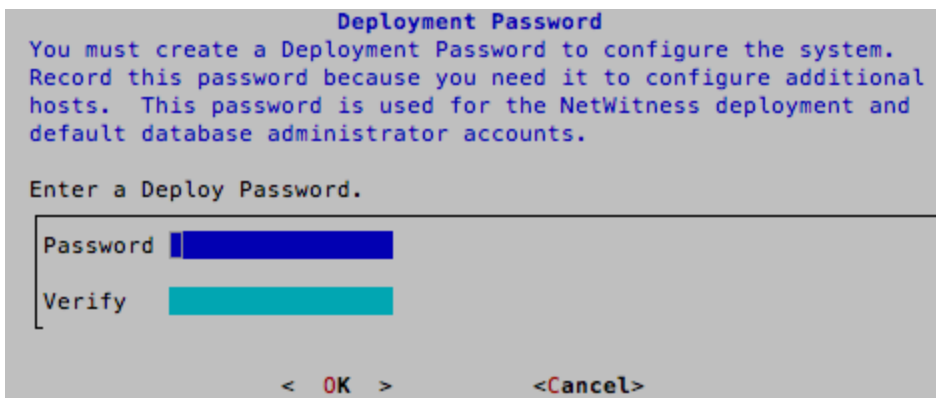 Deployment Password
You must create a Deployment Password to configure the system.
Record this password because you need it to configure additional
hosts.  This password is used for the NetWitness deployment and
default database administrator accounts.
Enter a Deploy Password.
Password
Verify
<  OK  > <Cancel>